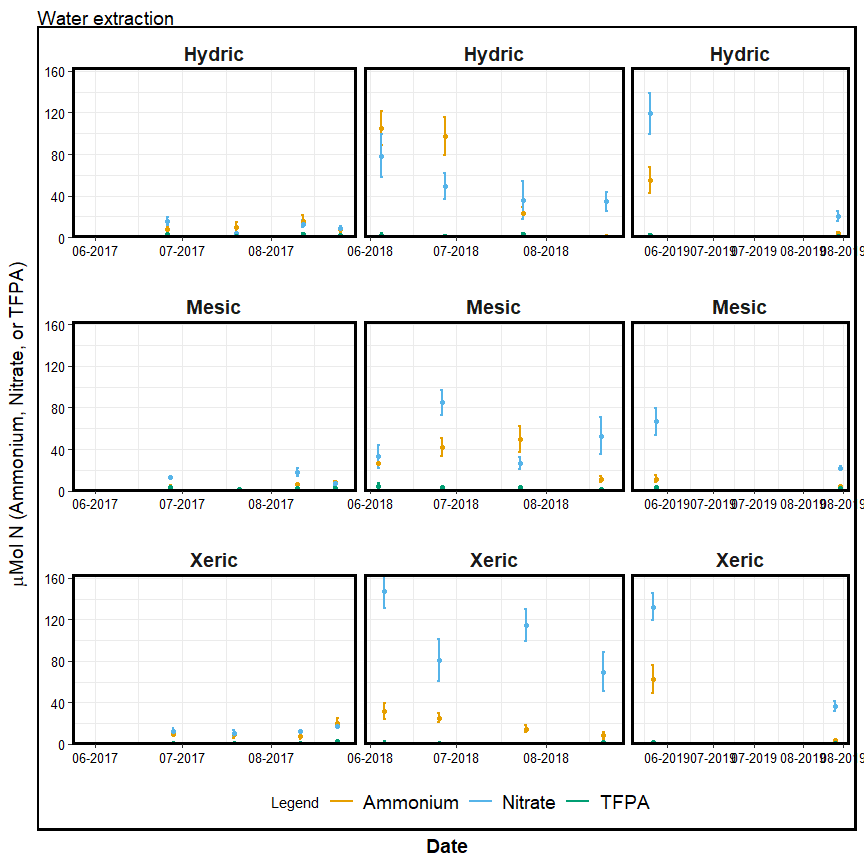 Water extraction
Hydric Hydric Hydric
160
120
80
40
0
06-2017 07-2017 08-2017 06-2018 07-2018 08-2018 06-2019 07-2019 07-2019 08-2019 08-2019
Mesic Mesic Mesic
160
120
80
40
0
06-2017 07-2017 08-2017 06-2018 07-2018 08-2018 06-2019 07-2019 07-2019 08-2019 08-2019
Xeric Xeric Xeric
160
120
80
40
0
06-2017 07-2017 08-2017 06-2018 07-2018 08-2018 06-2019 07-2019 07-2019 08-2019 08-2019
µMol N (Ammonium, Nitrate, or TFPA)
Legend Ammonium Nitrate TFPA
Date